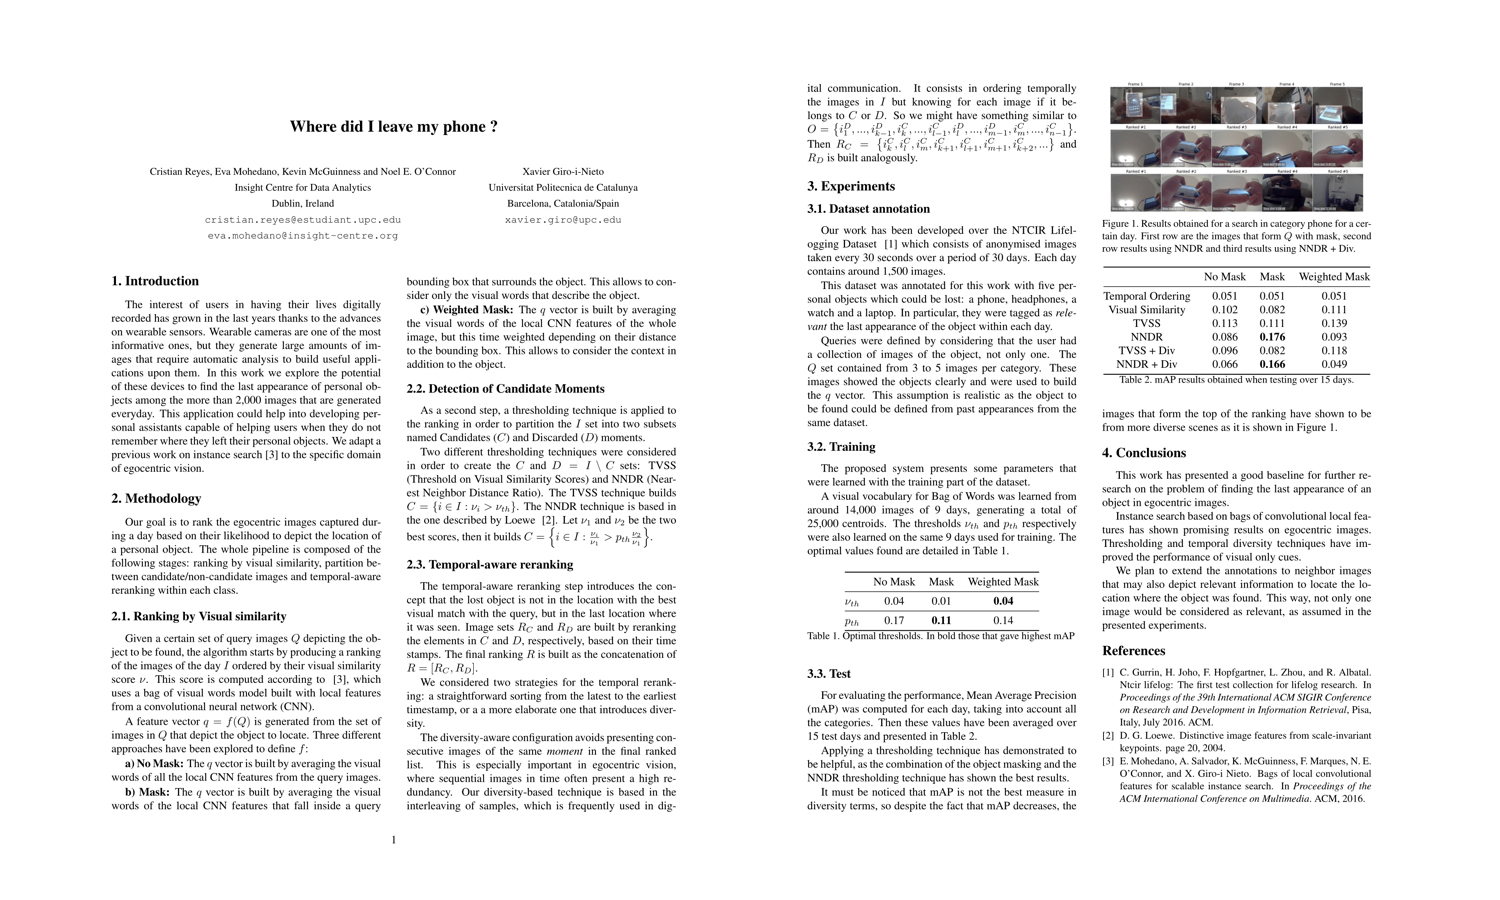 Where did I leave my phone ?
Cristian Reyes, Eva Mohedano, Kevin McGuinness and Noel E. O'Connor
Insight Centre for Data Analytics
Dublin, Ireland
cristian.reyes@estudiant.upc.edu
eva.mohedano@insight-centre.org
Xavier Giro-i-Nieto
Universitat Politecnica de Catalunya
Barcelona, Catalonia/Spain
xavier.giro@upc.edu
1. Introduction
The interest of users in having their lives digitally
recorded has grown in the last years thanks to the advances
on wearable sensors. Wearable cameras are one of the most
informative ones, but they generate large amounts of im-
ages that require automatic analysis to build useful appli-
cations upon them. In this work we explore the potential
of these devices to find the last appearance of personal ob-
jects among the more than 2,000 images that are generated
everyday. This application could help into developing per-
sonal assistants capable of helping users when they do not
remember where they left their personal objects. We adapt a
previous work on instance search [3] to the specific domain
of egocentric vision.
2. Methodology
Our goal is to rank the egocentric images captured dur-
ing a day based on their likelihood to depict the location of
a personal object. The whole pipeline is composed of the
following stages: ranking by visual similarity, partition be-
tween candidate/non-candidate images and temporal-aware
reranking within each class.
2.1. Ranking by Visual similarity
Given a certain set of query images Q depicting the ob-
ject to be found, the algorithm starts by producing a ranking
of the images of the day I ordered by their visual similarity
score ν. This score is computed according to [3], which
uses a bag of visual words model built with local features
from a convolutional neural network (CNN).
A feature vector q = f(Q) is generated from the set of
images in Q that depict the object to locate. Three different
approaches have been explored to define f:
a) No Mask: The q vector is built by averaging the visual
words of all the local CNN features from the query images.
b) Mask: The q vector is built by averaging the visual
words of the local CNN features that fall inside a query
bounding box that surrounds the object. This allows to con-
sider only the visual words that describe the object.
c) Weighted Mask: The q vector is built by averaging
the visual words of the local CNN features of the whole
image, but this time weighted depending on their distance
to the bounding box. This allows to consider the context in
addition to the object.
2.2. Detection of Candidate Moments
As a second step, a thresholding technique is applied to
the ranking in order to partition the I set into two subsets
named Candidates (C) and Discarded (D) moments.
Two different thresholding techniques were considered
in order to create the C and D = I \ C sets: TVSS
(Threshold on Visual Similarity Scores) and NNDR (Near-
est Neighbor Distance Ratio). The TVSS technique builds
C = {i ∈ I : ν_i > ν_th}. The NNDR technique is based in
the one described by Loewe [2]. Let ν_1 and ν_2 be the two
best scores, then it builds C = {i ∈ I : ν_i/ν_1 > p_th ν_2/ν_1}.
2.3. Temporal-aware reranking
The temporal-aware reranking step introduces the con-
cept that the lost object is not in the location with the best
visual match with the query, but in the last location where
it was seen. Image sets R_C and R_D are built by reranking
the elements in C and D, respectively, based on their time
stamps. The final ranking R is built as the concatenation of
R = [R_C, R_D].
We considered two strategies for the temporal rerank-
ing: a straightforward sorting from the latest to the earliest
timestamp, or a a more elaborate one that introduces diver-
sity.
The diversity-aware configuration avoids presenting con-
secutive images of the same moment in the final ranked
list. This is especially important in egocentric vision,
where sequential images in time often present a high re-
dundancy. Our diversity-based technique is based in the
interleaving of samples, which is frequently used in dig-
1
ital communication. It consists in ordering temporally
the images in I but knowing for each image if it be-
longs to C or D. So we might have something similar to
O = {i_1^D, ..., i_{k-1}^D, i_k^C, ..., i_{l-1}^C, i_l^D, ..., i_{m-1}^D, i_m^C, ..., i_{n-1}^C}.
Then R_C = {i_k^C, i_l^C, i_m^C, i_{k+1}^C, i_{l+1}^C, i_{m+1}^C, i_{k+2}^C, ...} and
R_D is built analogously.
3. Experiments
3.1. Dataset annotation
Our work has been developed over the NTCIR Lifel-
ogging Dataset [1] which consists of anonymised images
taken every 30 seconds over a period of 30 days. Each day
contains around 1,500 images.
This dataset was annotated for this work with five per-
sonal objects which could be lost: a phone, headphones, a
watch and a laptop. In particular, they were tagged as rele-
vant the last appearance of the object within each day.
Queries were defined by considering that the user had
a collection of images of the object, not only one. The
Q set contained from 3 to 5 images per category. These
images showed the objects clearly and were used to build
the q vector. This assumption is realistic as the object to
be found could be defined from past appearances from the
same dataset.
3.2. Training
The proposed system presents some parameters that
were learned with the training part of the dataset.
A visual vocabulary for Bag of Words was learned from
around 14,000 images of 9 days, generating a total of
25,000 centroids. The thresholds ν_th and p_th respectively
were also learned on the same 9 days used for training. The
optimal values found are detailed in Table 1.
No Mask Mask Weighted Mask
ν_th 0.04 0.01 0.04
p_th 0.17 0.11 0.14
Table 1. Optimal thresholds. In bold those that gave highest mAP
3.3. Test
For evaluating the performance, Mean Average Precision
(mAP) was computed for each day, taking into account all
the categories. Then these values have been averaged over
15 test days and presented in Table 2.
Applying a thresholding technique has demonstrated to
be helpful, as the combination of the object masking and the
NNDR thresholding technique has shown the best results.
It must be noticed that mAP is not the best measure in
diversity terms, so despite the fact that mAP decreases, the
Frame 1 Frame 2 Frame 3 Frame 4 Frame 5
Ranked #1 Ranked #2 Ranked #3 Ranked #4 Ranked #5
Ranked #1 Ranked #2 Ranked #3 Ranked #4 Ranked #5
Figure 1. Results obtained for a search in category phone for a cer-
tain day. First row are the images that form Q with mask, second
row results using NNDR and third results using NNDR + Div.
No Mask Mask Weighted Mask
Temporal Ordering 0.051 0.051 0.051
Visual Similarity 0.102 0.082 0.111
TVSS 0.113 0.111 0.139
NNDR 0.086 0.176 0.093
TVSS + Div 0.096 0.082 0.118
NNDR + Div 0.066 0.166 0.049
Table 2. mAP results obtained when testing over 15 days.
images that form the top of the ranking have shown to be
from more diverse scenes as it is shown in Figure 1.
4. Conclusions
This work has presented a good baseline for further re-
search on the problem of finding the last appearance of an
object in egocentric images.
Instance search based on bags of convolutional local fea-
tures has shown promising results on egocentric images.
Thresholding and temporal diversity techniques have im-
proved the performance of visual only cues.
We plan to extend the annotations to neighbor images
that may also depict relevant information to locate the lo-
cation where the object was found. This way, not only one
image would be considered as relevant, as assumed in the
presented experiments.
References
[1] C. Gurrin, H. Joho, F. Hopfgartner, L. Zhou, and R. Albatal.
Ntcir lifelog: The first test collection for lifelog research. In
Proceedings of the 39th International ACM SIGIR Conference
on Research and Development in Information Retrieval, Pisa,
Italy, July 2016. ACM.
[2] D. G. Loewe. Distinctive image features from scale-invariant
keypoints. page 20, 2004.
[3] E. Mohedano, A. Salvador, K. McGuinness, F. Marques, N. E.
O'Connor, and X. Giro-i Nieto. Bags of local convolutional
features for scalable instance search. In Proceedings of the
ACM International Conference on Multimedia. ACM, 2016.